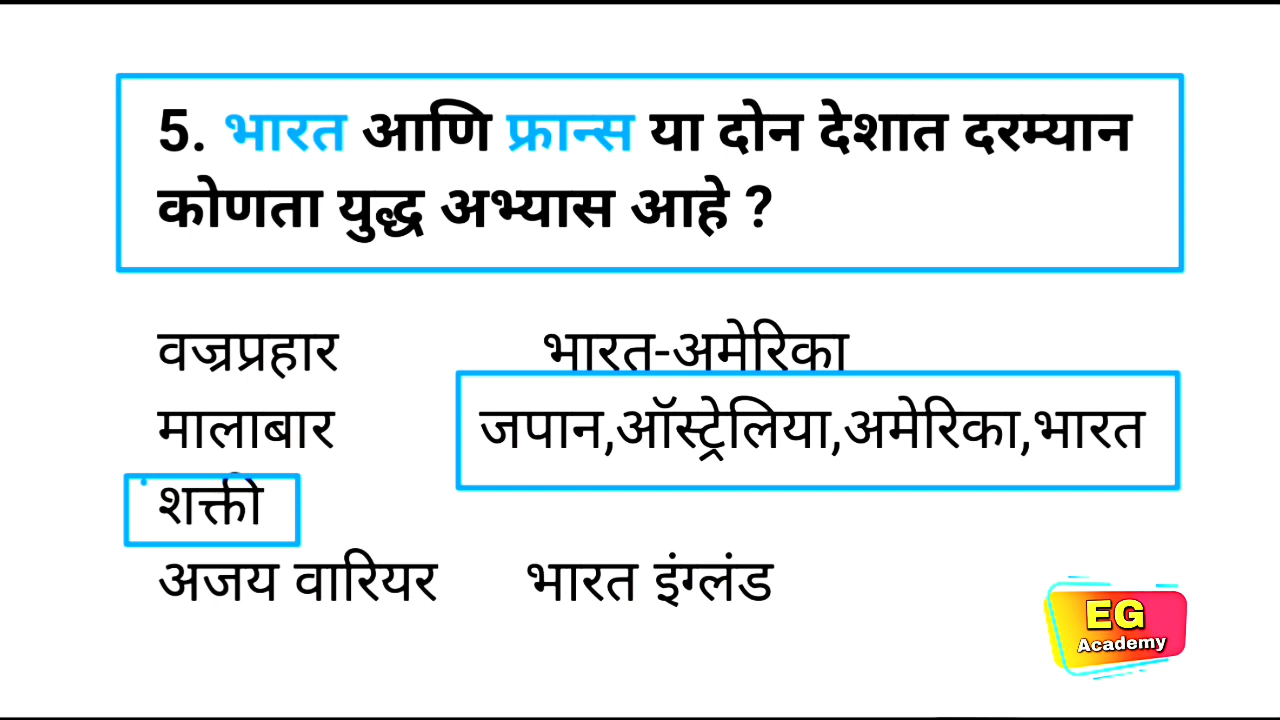 5. भारत आणि फ्रान्स या दोन देशात दरम्यान
कोणता युद्ध अभ्यास आहे ?
वज्रप्रहार भारत-अमेरिका
मालाबार जपान,ऑस्ट्रेलिया,अमेरिका,भारत
शक्ती
अजय वारियर भारत इंग्लंड
EG
Academy